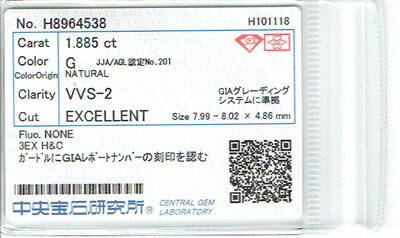 No. H8964538 H101118
Carat 1.885 ct
Color G JJA/AGL認定No.201
ColorOrigin NATURAL
Clarity VVS-2 GIAグレーディング
システムに準拠
Cut EXCELLENT Size 7.99 - 8.02 × 4.86 mm
Fluo. NONE
3EX H&C
ガードルにGIAレポートナンバーの刻印を認む
中央宝石研究所® CENTRAL GEM
LABORATORY